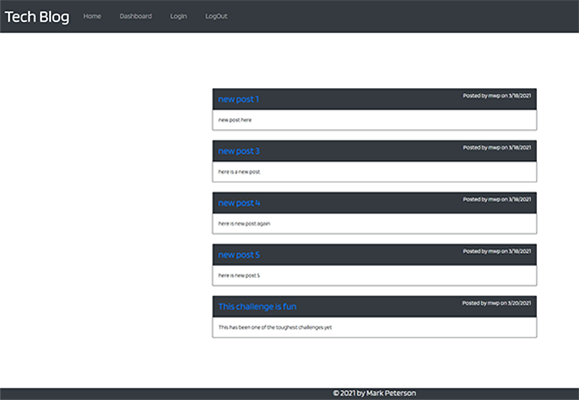 Tech Blog Home Dashboard Login LogOut
new post 1 Posted by mwp on 3/18/2021
new post here
new post 3 Posted by mwp on 3/18/2021
here is a new post
new post 4 Posted by mwp on 3/18/2021
here is new post again
new post 5 Posted by mwp on 3/18/2021
here is new post 5
This challenge is fun Posted by mwp on 3/20/2021
This has been one of the toughest challenges yet
© 2021 by Mark Peterson